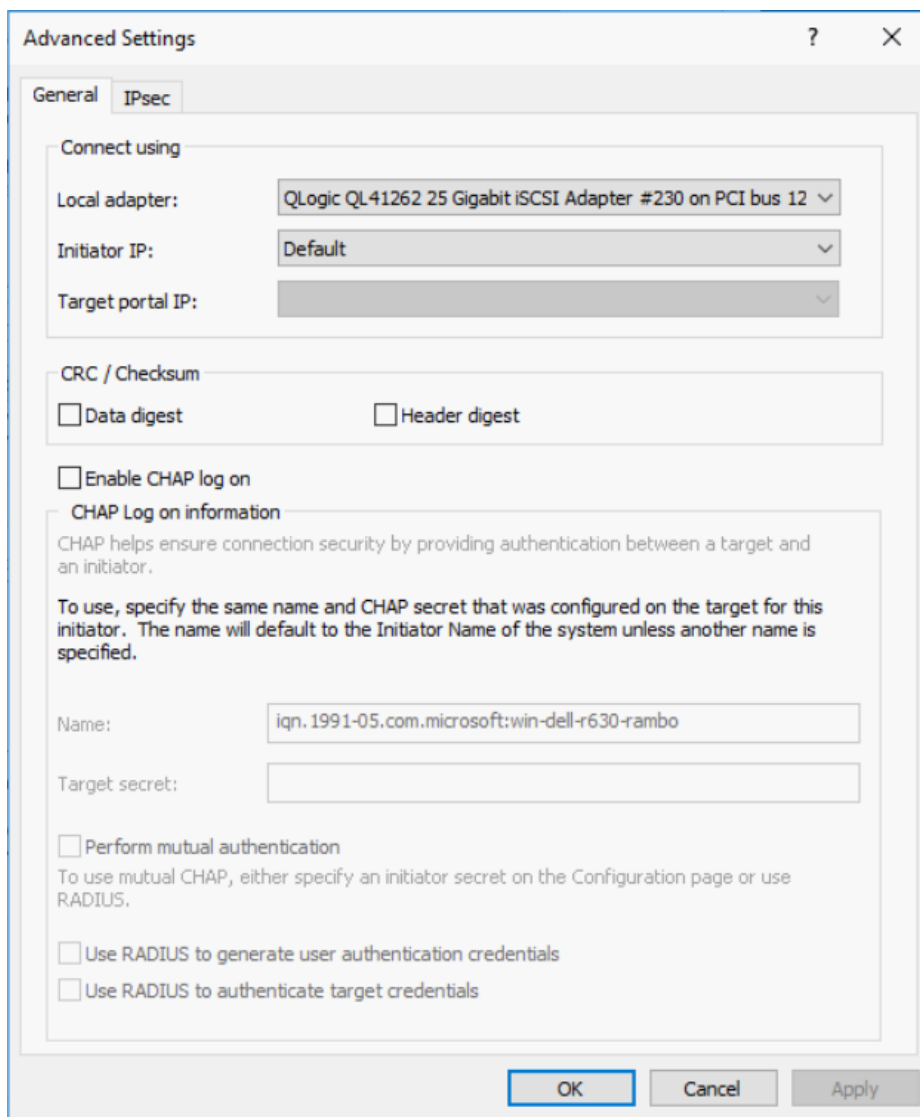 Advanced Settings
?
General
IPsec
Connect using
Local adapter:
QLogic QL41262 25 Gigabit iSCSI Adapter #230 on PCI bus 12
Initiator IP:
Default
Target portal IP:
CRC / Checksum
Data digest
Header digest
Enable CHAP log on
CHAP Log on information
CHAP helps ensure connection security by providing authentication between a target and
an initiator.
To use, specify the same name and CHAP secret that was configured on the target for this
initiator.  The name will default to the Initiator Name of the system unless another name is
specified.
Name:
iqn.1991-05.com.microsoft:win-dell-r630-rambo
Target secret:
Perform mutual authentication
To use mutual CHAP, either specify an initiator secret on the Configuration page or use
RADIUS.
Use RADIUS to generate user authentication credentials
Use RADIUS to authenticate target credentials
OK
Cancel
Apply